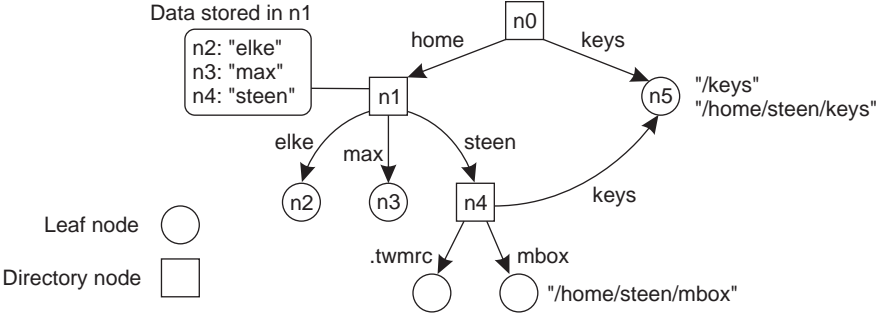 Data stored in n1
n2: "elke"
n3: "max"
n4: "steen"
n0
home
keys
n1
n5
"/keys"
"/home/steen/keys"
elke
max
steen
n2
n3
n4
keys
Leaf node
.twmrc
mbox
Directory node
"/home/steen/mbox"